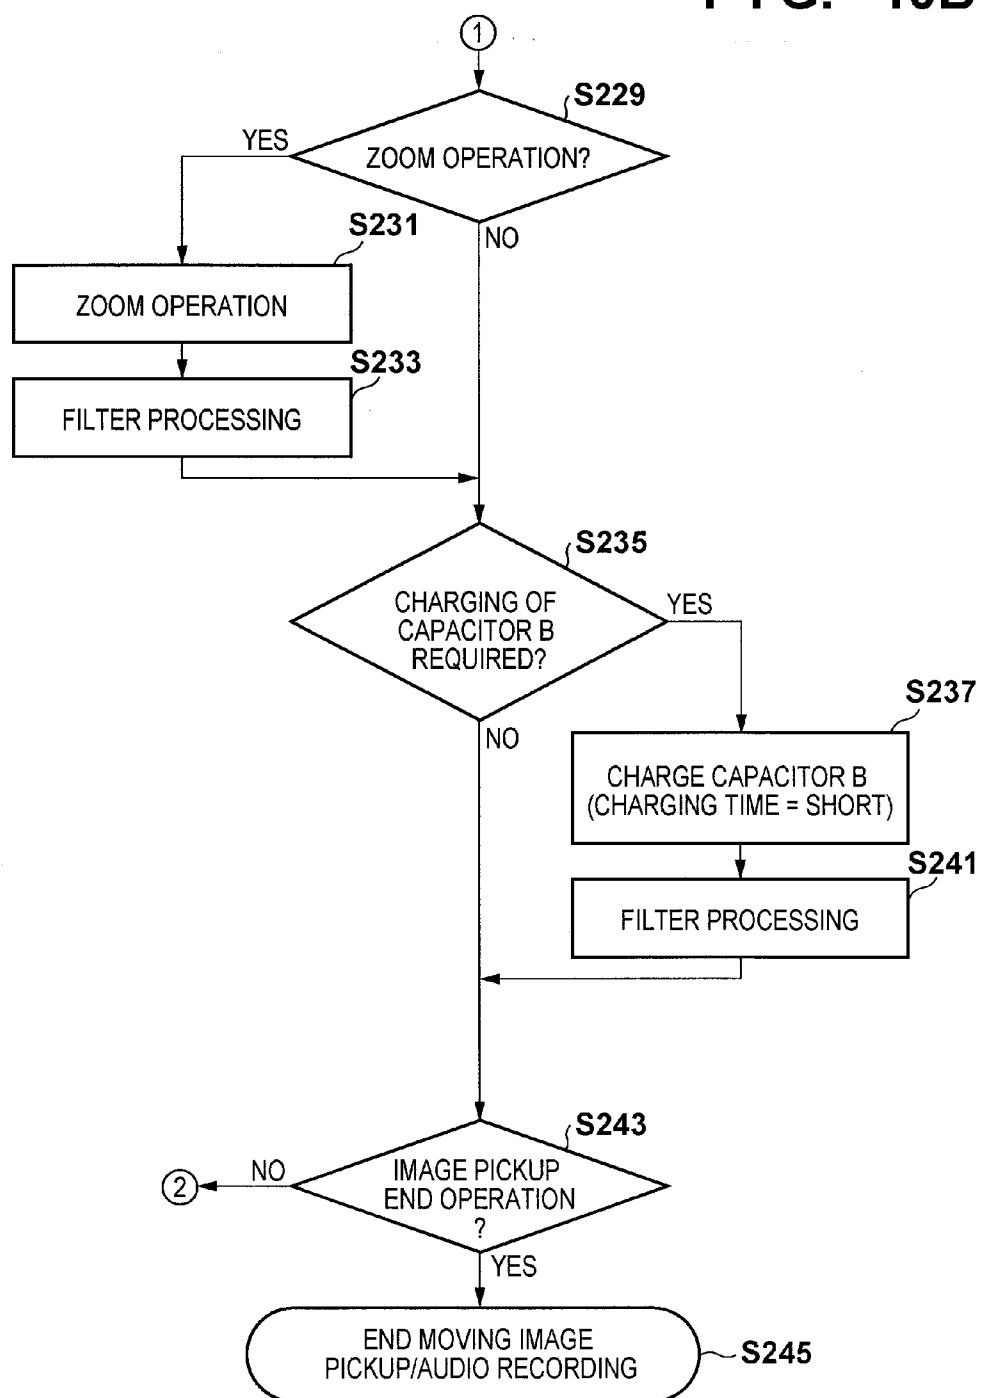 ①
S229
YES
ZOOM OPERATION?
NO
S231
ZOOM OPERATION
S233
FILTER PROCESSING
S235
CHARGING OF
CAPACITOR B
REQUIRED?
YES
NO
S237
CHARGE CAPACITOR B
(CHARGING TIME = SHORT)
S241
FILTER PROCESSING
S243
IMAGE PICKUP
END OPERATION
?
NO
②
YES
END MOVING IMAGE
PICKUP/AUDIO RECORDING
S245